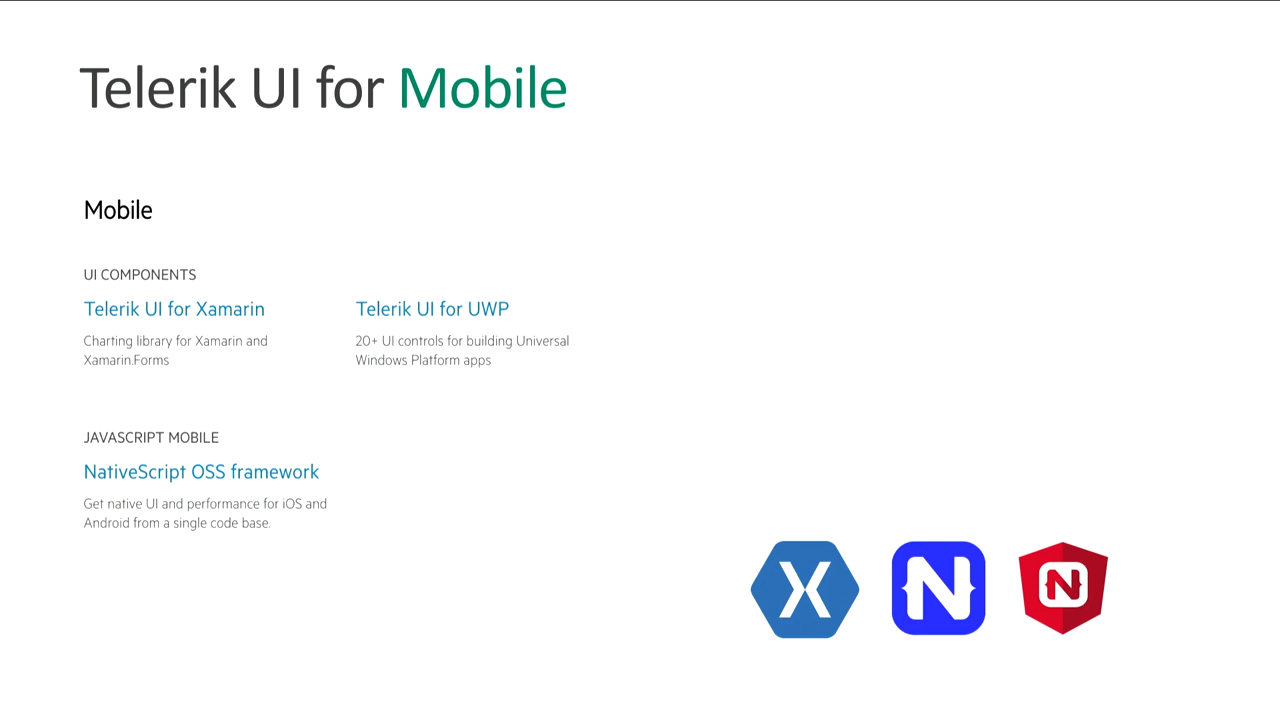 Telerik UI for Mobile
Mobile
UI COMPONENTS
Telerik UI for Xamarin
Charting library for Xamarin and
Xamarin.Forms
Telerik UI for UWP
20+ UI controls for building Universal
Windows Platform apps
JAVASCRIPT MOBILE
NativeScript OSS framework
Get native UI and performance for iOS and
Android from a single code base.
X
N
N